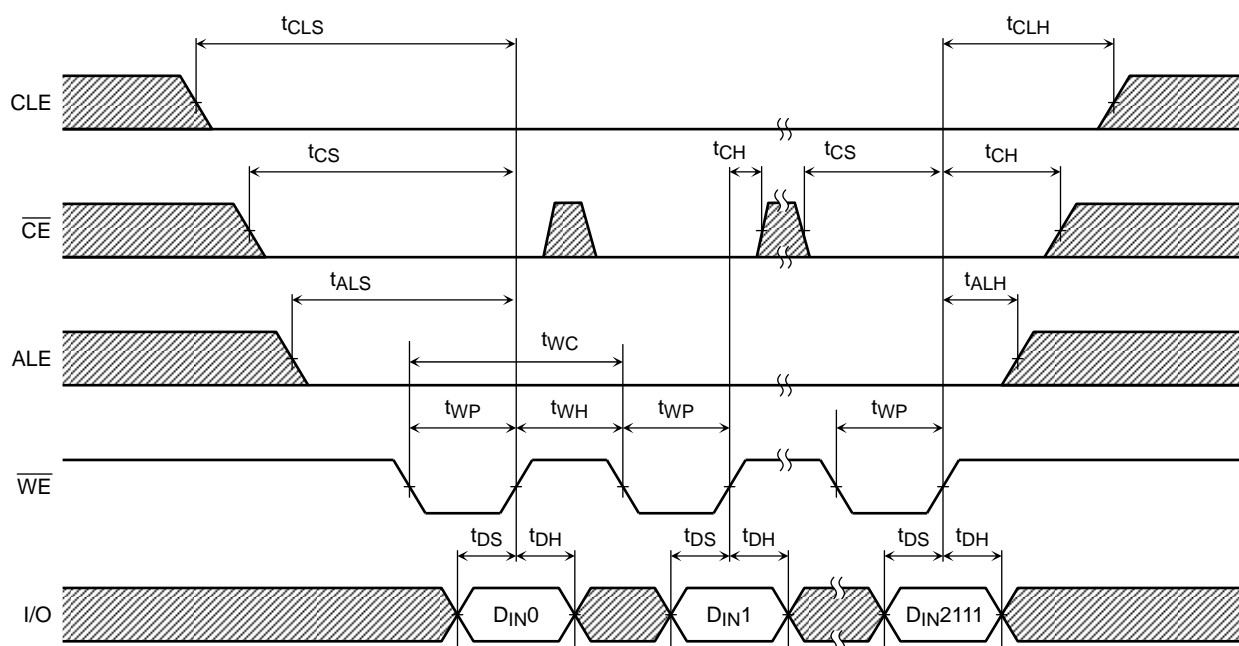 tCLS tCLH
CLE
tCS tCH tCS tCH
CE
tALS tALH
ALE
tWC
tWP tWH tWP tWP
WE
tDS tDH tDS tDH tDS tDH
I/O DIN0 DIN1 DIN2111